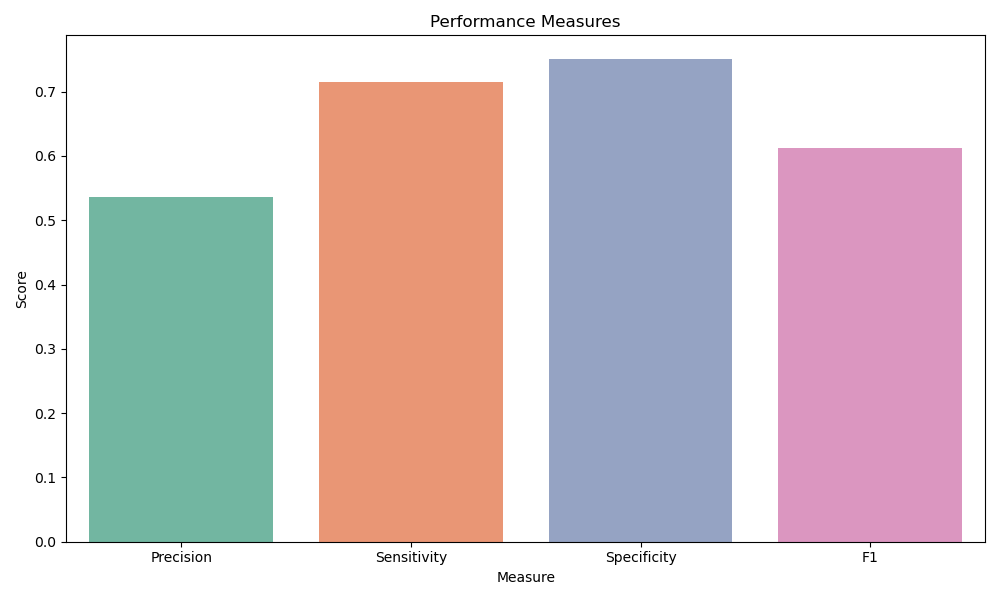 Performance Measures
Score
0.7
0.6
0.5
0.4
0.3
0.2
0.1
0.0
Precision
Sensitivity
Specificity
F1
Measure